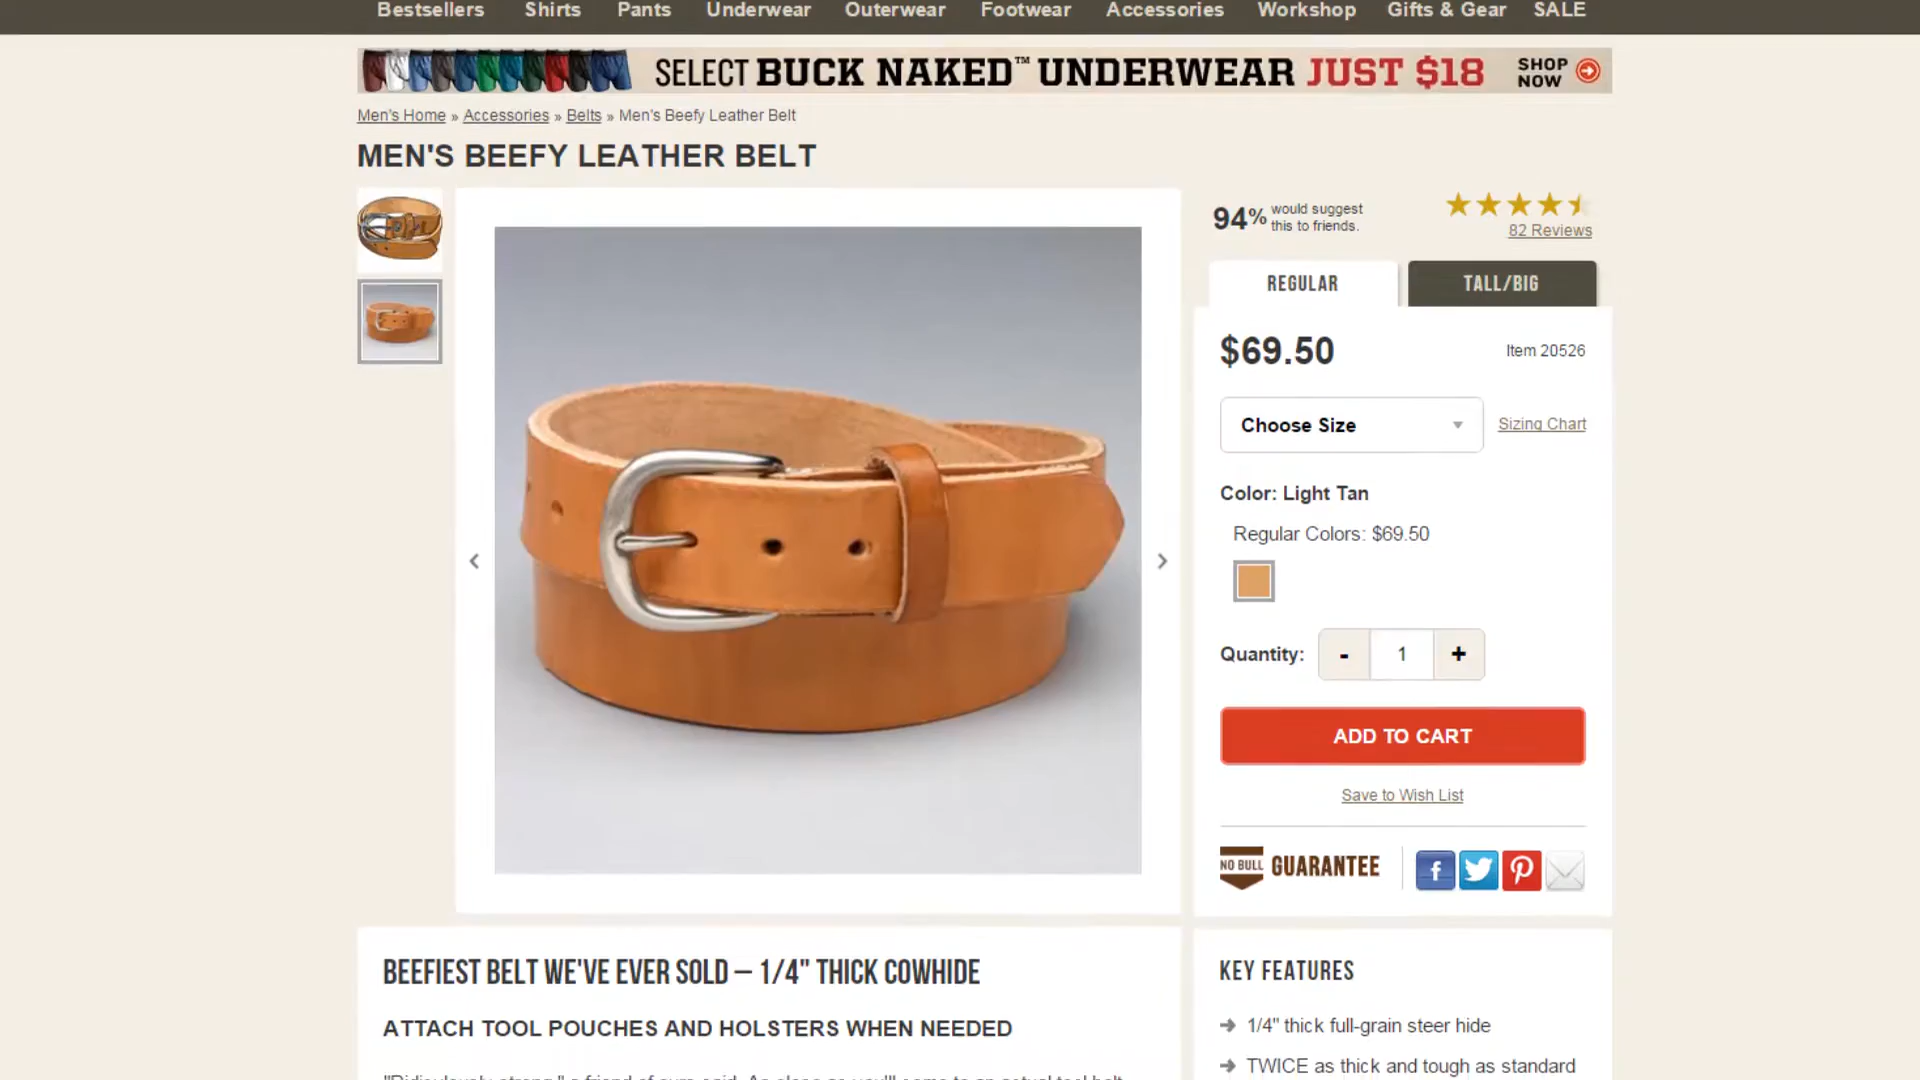 Bestsellers Shirts Pants Underwear Outerwear Footwear Accessories Workshop Gifts & Gear SALE
SELECT BUCK NAKED™ UNDERWEAR JUST $18 SHOP NOW
Men's Home » Accessories » Belts » Men's Beefy Leather Belt
MEN'S BEEFY LEATHER BELT
94% would suggest this to friends.
82 Reviews
REGULAR TALL/BIG
$69.50 Item 20526
Choose Size Sizing Chart
Color: Light Tan
Regular Colors: $69.50
Quantity: - 1 +
ADD TO CART
Save to Wish List
NO BULL GUARANTEE
BEEFIEST BELT WE'VE EVER SOLD – 1/4" THICK COWHIDE
ATTACH TOOL POUCHES AND HOLSTERS WHEN NEEDED
KEY FEATURES
1/4" thick full-grain steer hide
TWICE as thick and tough as standard